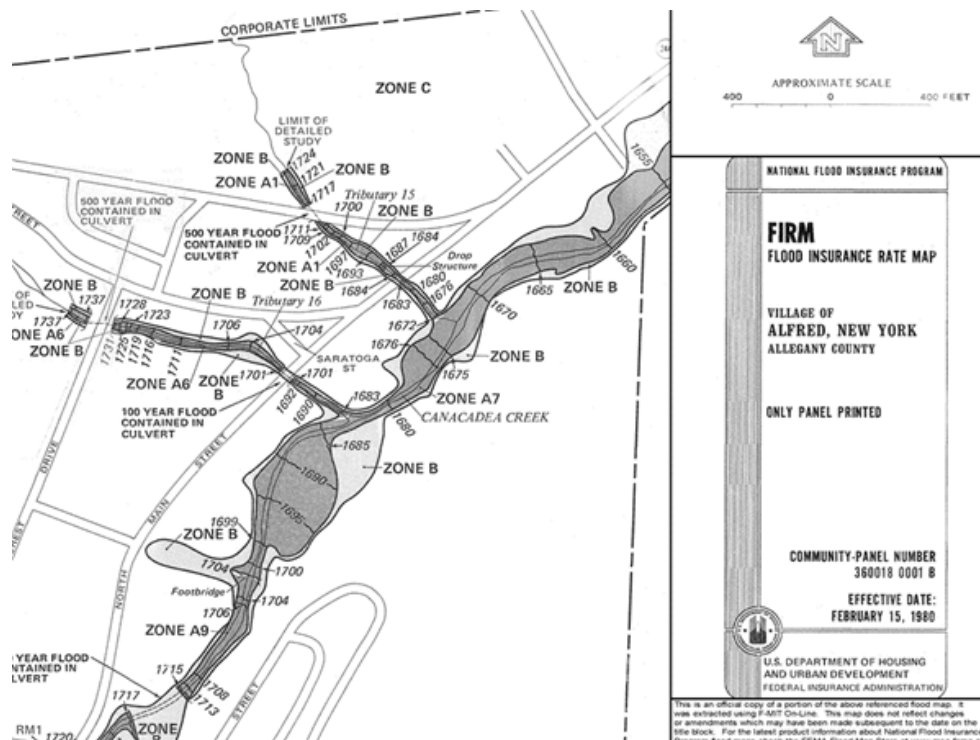 CORPORATE LIMITS
ZONE C
LIMIT OF
DETAILED
STUDY
ZONE B
1724
1721
ZONE B
ZONE A1
1717
Tributary 15
1700
ZONE B
500 YEAR FLOOD
CONTAINED IN
CULVERT
500 YEAR FLOOD
CONTAINED IN
CULVERT
1711
1709
1702
1697
1693
1687
1684
ZONE A1
ZONE B
1684
Drop
Structure
1680
1676
1683
1672
1655
1660
1665
ZONE B
1670
STREET
ZONE B
1737
1737
ZONE B
1728
1723
1731
1725
1719
1716
1711
ZONE B
Tributary 16
1706
1704
ZONE A6
ZONE
B
1701
1701
SARATOGA
ST
1676
1675
ZONE B
ZONE A7
CANACADEA CREEK
1692
1690
1683
1680
100 YEAR FLOOD
CONTAINED IN
CULVERT
1685
1690
ZONE B
1695
DRIVE
NORTH MAIN STREET
1699
ZONE B
1704
1700
Footbridge
1704
1706
ZONE A9
YEAR FLOOD
1715
1708
1713
1717
STREET
ZONE
B
RM1
1720
N
APPROXIMATE SCALE
400 0 400 FEET
NATIONAL FLOOD INSURANCE PROGRAM
FIRM
FLOOD INSURANCE RATE MAP
VILLAGE OF
ALFRED, NEW YORK
ALLEGANY COUNTY
ONLY PANEL PRINTED
COMMUNITY-PANEL NUMBER
360018 0001 B
EFFECTIVE DATE:
FEBRUARY 15, 1980
U.S. DEPARTMENT OF HOUSING
AND URBAN DEVELOPMENT
FEDERAL INSURANCE ADMINISTRATION
This is an official copy of a portion of the above referenced flood map. It
was extracted using F-MIT On-Line. This map does not reflect changes
or amendments which may have been made subsequent to the date on the
title block. For the latest product information about National Flood Insurance